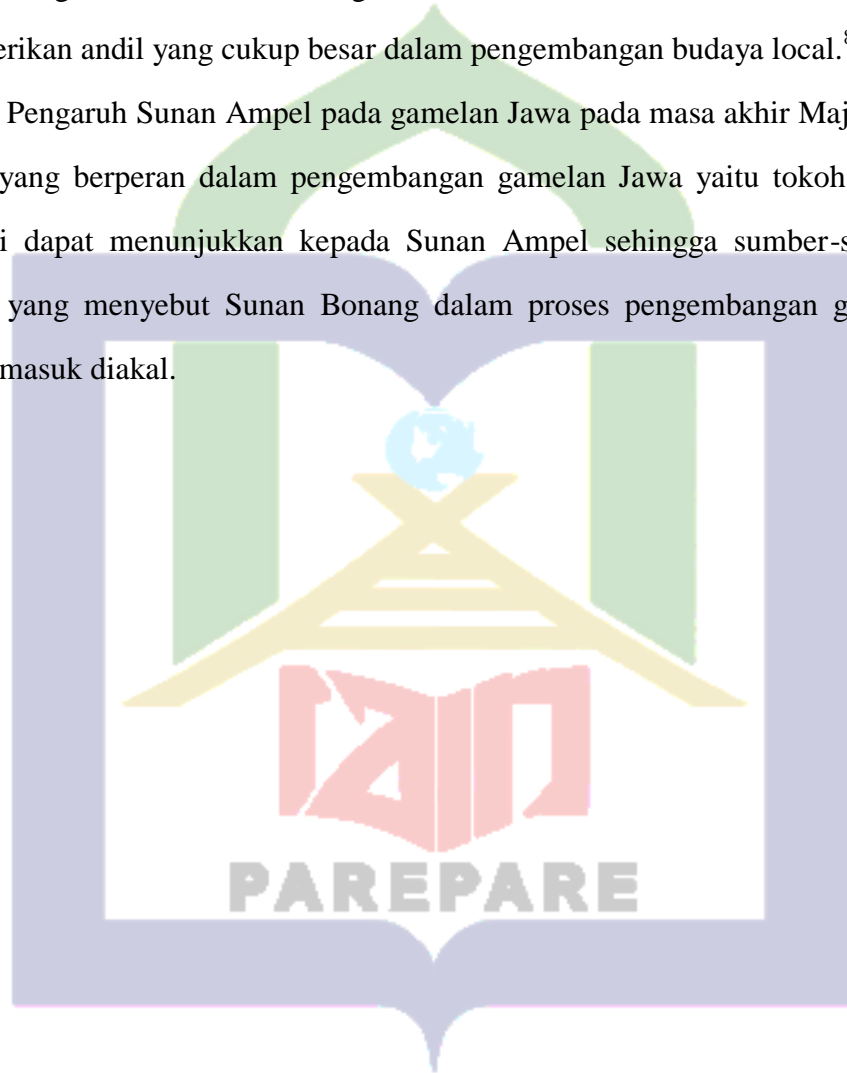 erikan andil yang cukup besar dalam pengembangan budaya local.
Pengaruh Sunan Ampel pada gamelan Jawa pada masa akhir Maj
yang berperan dalam pengembangan gamelan Jawa yaitu tokoh
i dapat menunjukkan kepada Sunan Ampel sehingga sumber-s
yang menyebut Sunan Bonang dalam proses pengembangan g
masuk diakal.
iain
PAREPARE